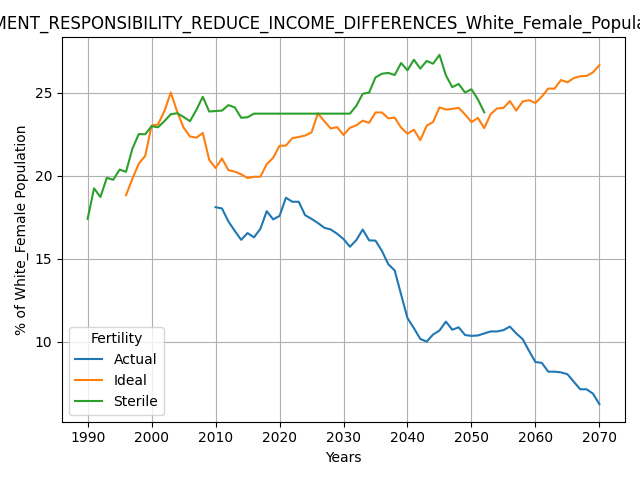 MENT_RESPONSIBILITY_REDUCE_INCOME_DIFFERENCES_White_Female_Popula
% of White_Female Population
25
20
15
10
Fertility
Actual
Ideal
Sterile
1990 2000 2010 2020 2030 2040 2050 2060 2070
Years